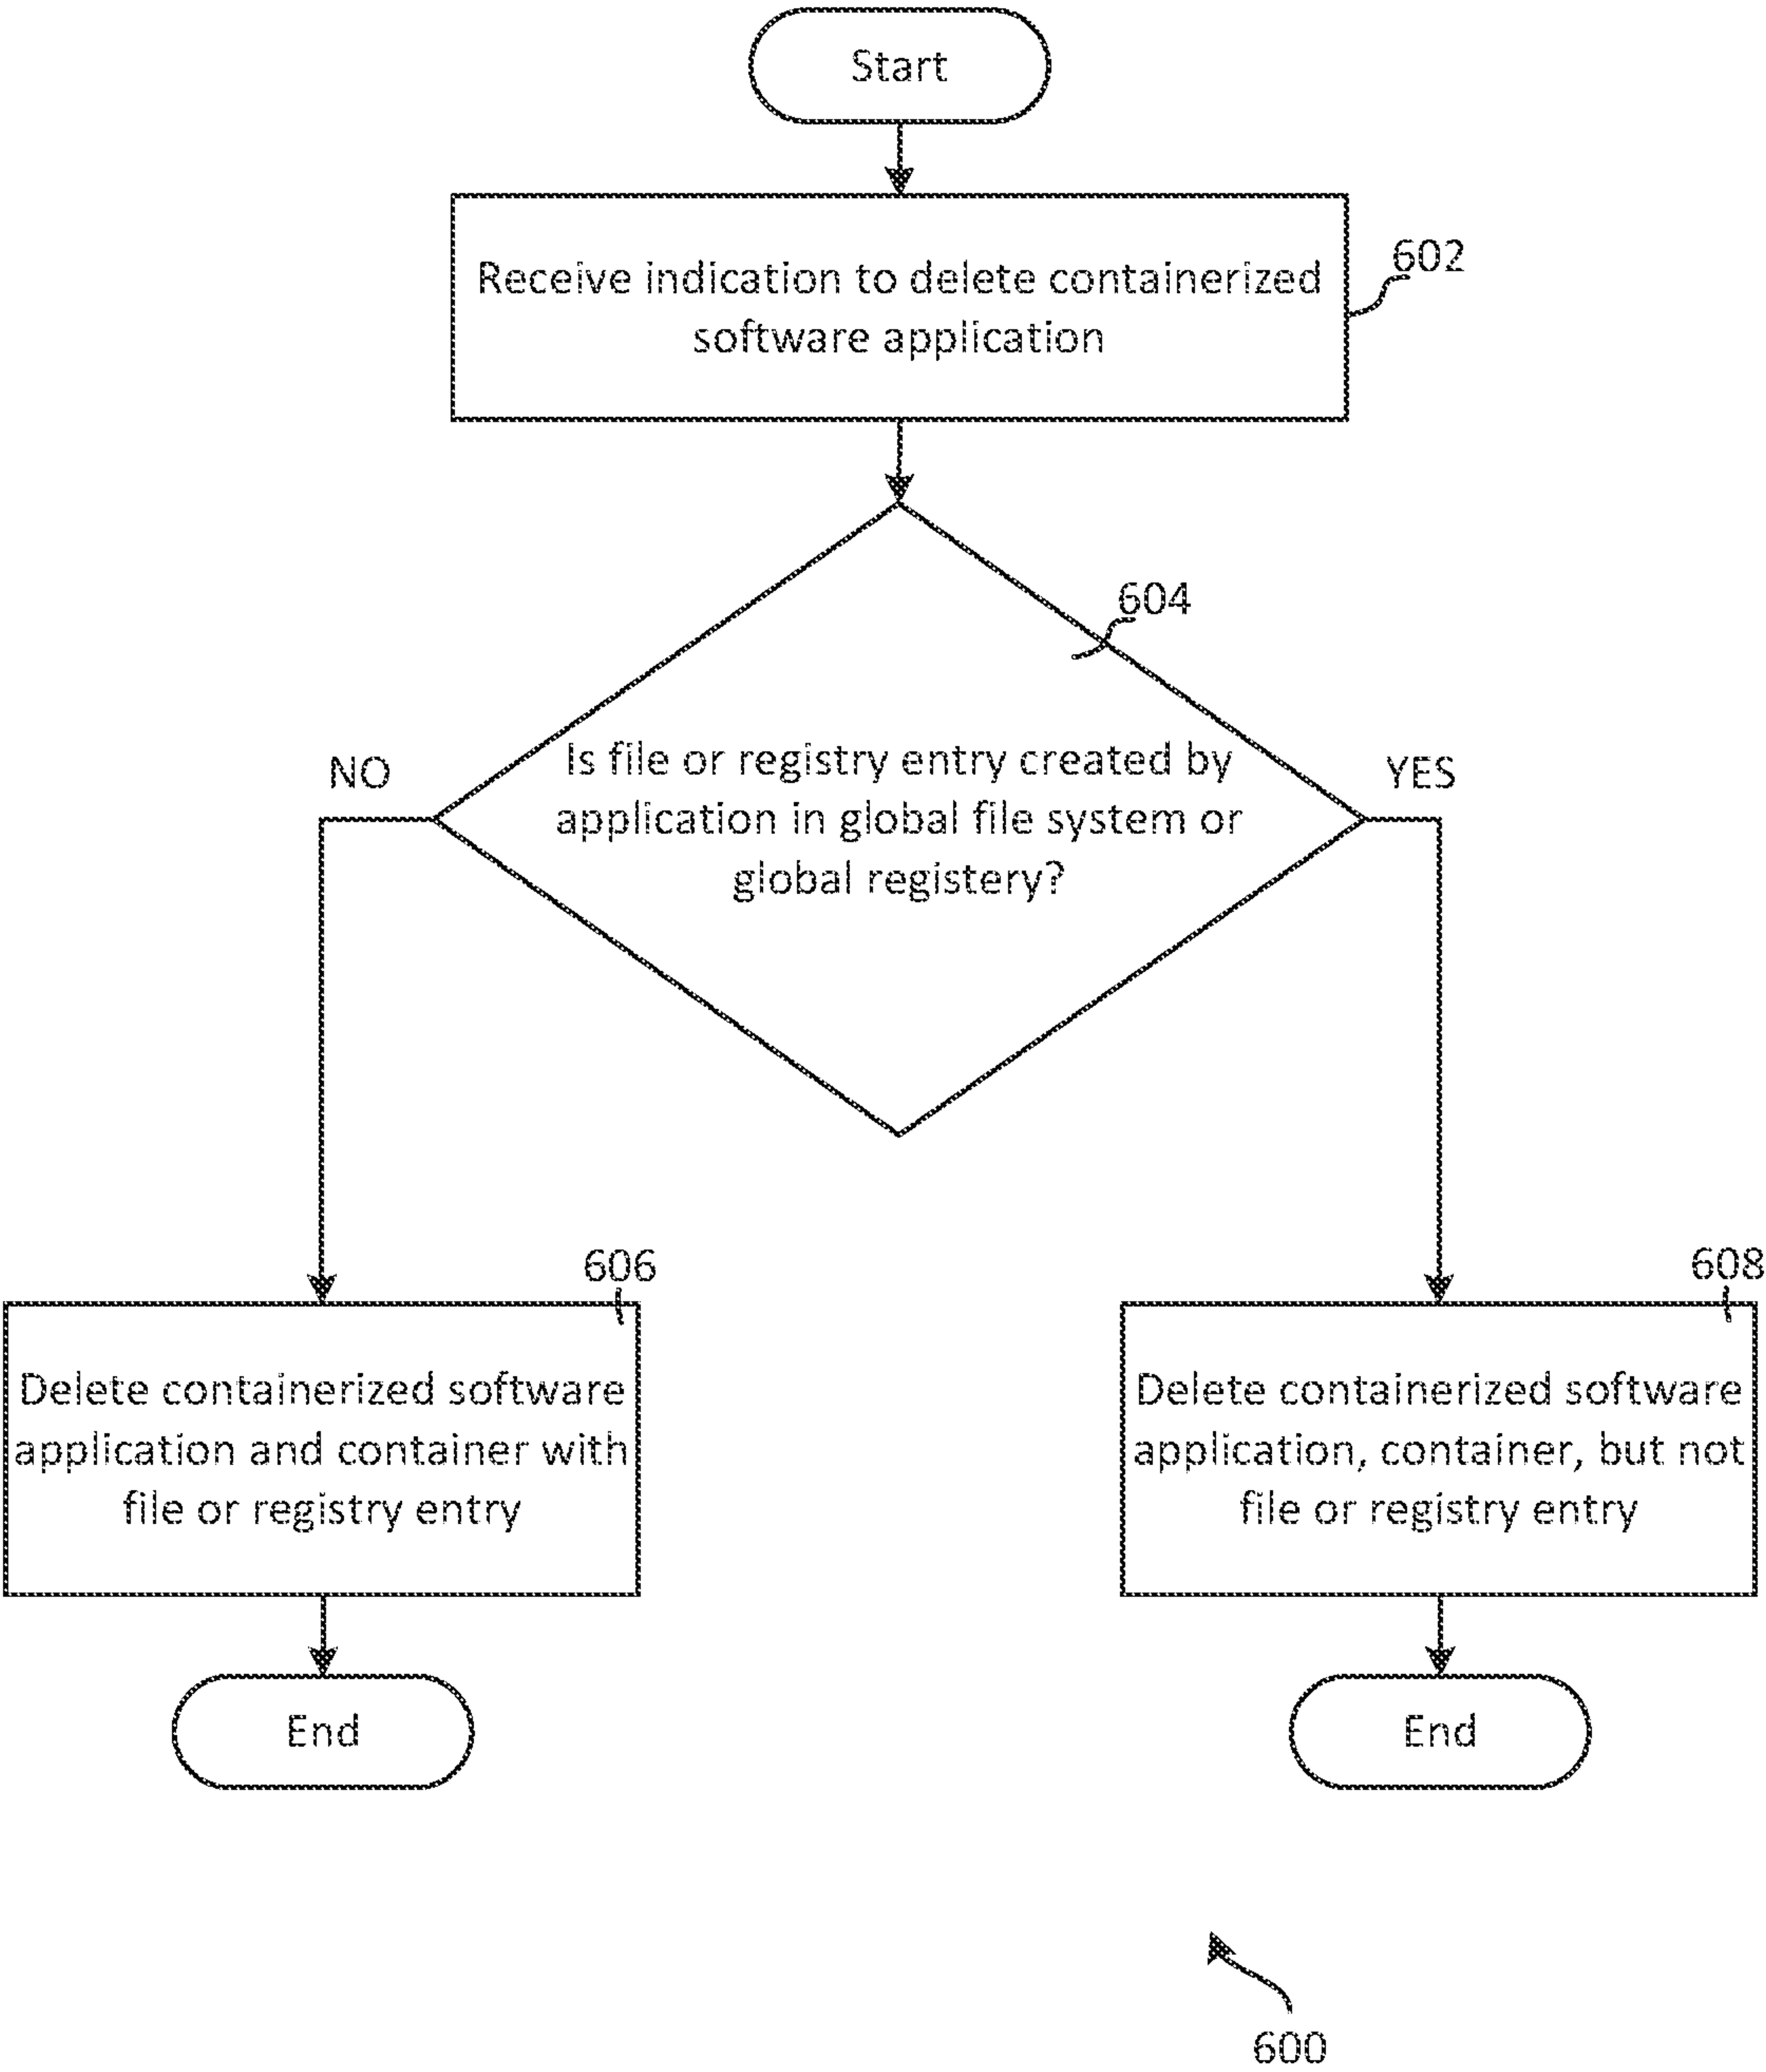 Start
Receive indication to delete containerized
software application
602
604
Is file or registry entry created by
application in global file system or
global registery?
NO
YES
606
Delete containerized software
application and container with
file or registry entry
608
Delete containerized software
application, container, but not
file or registry entry
End
End
600